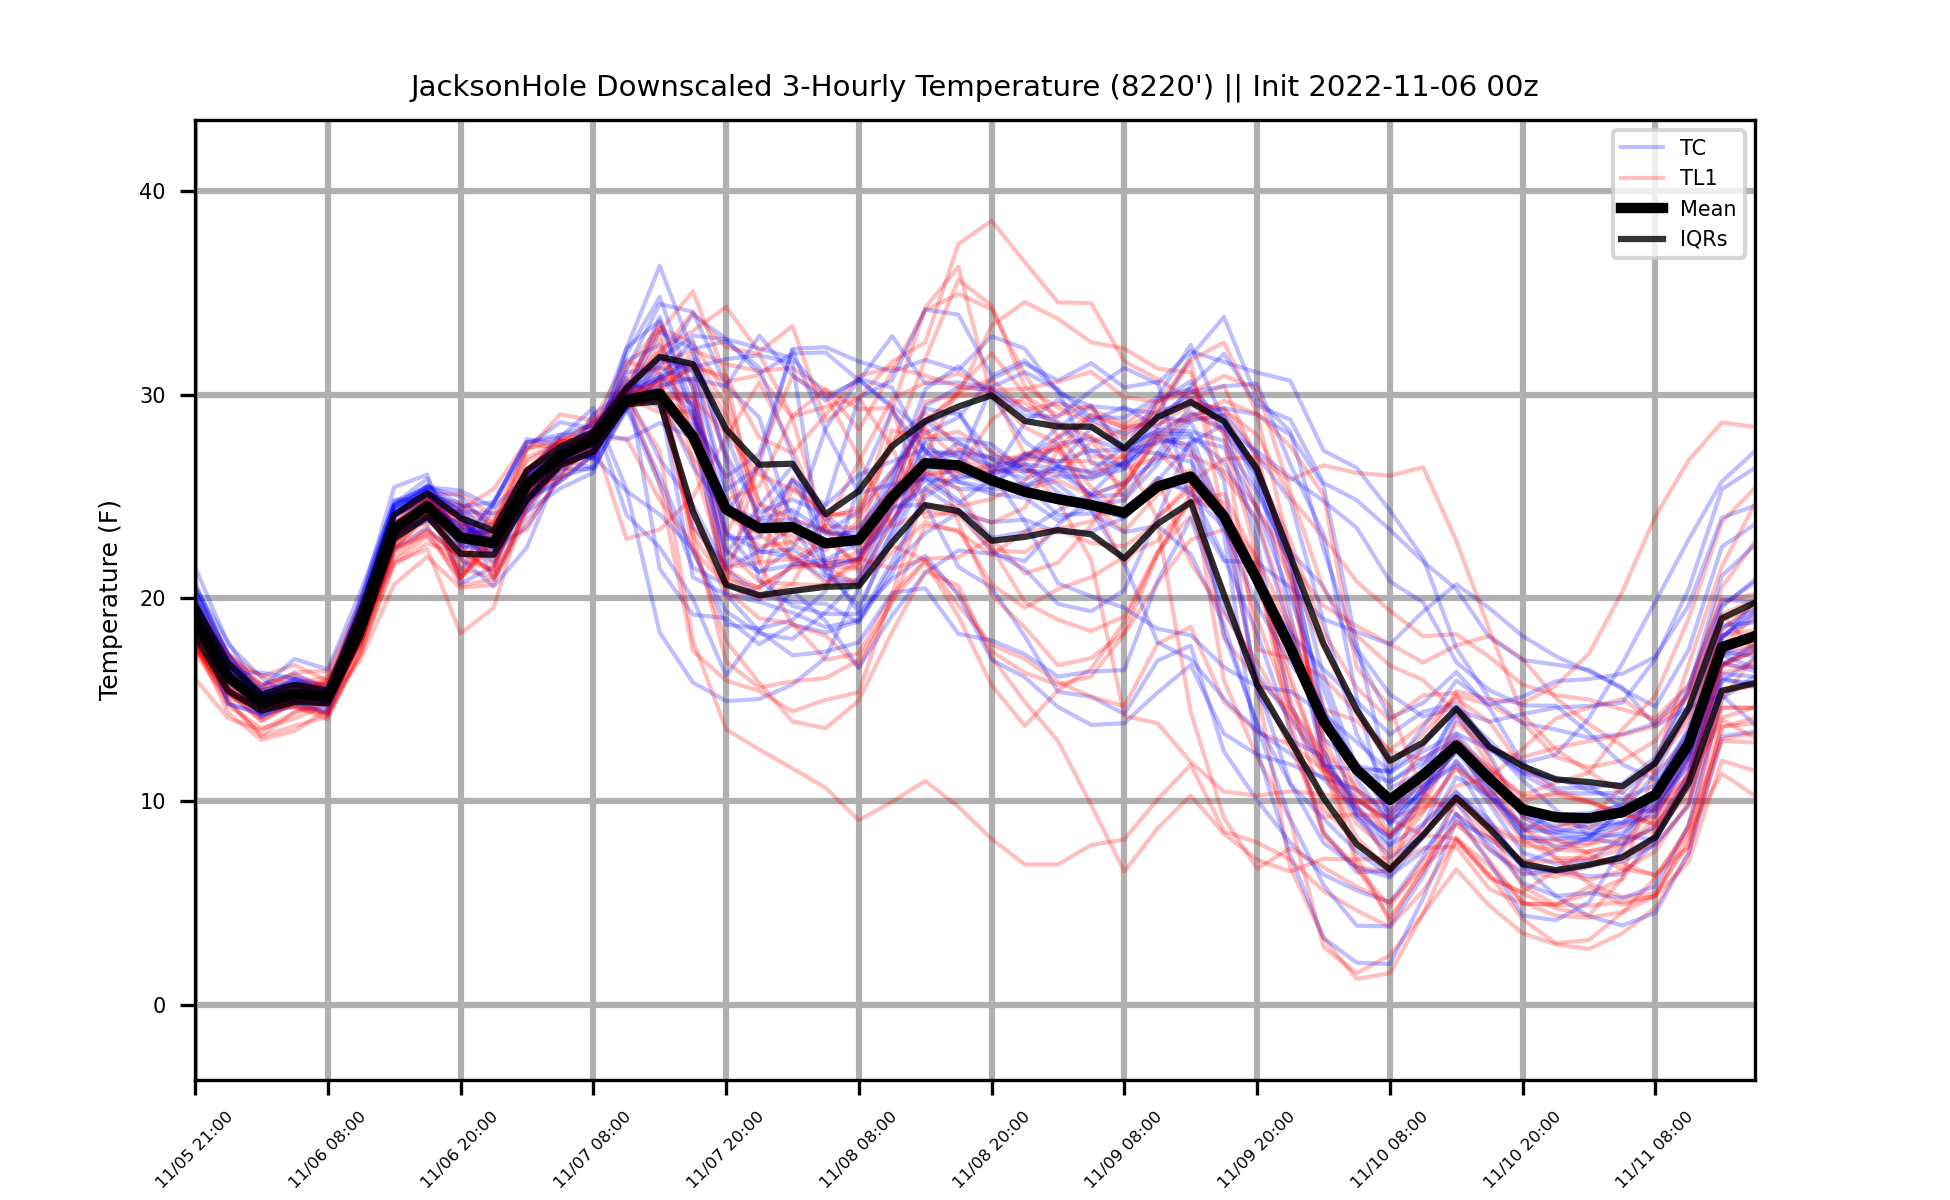 JacksonHole Downscaled 3-Hourly Temperature (8220') || Init 2022-11-06 00z
TC
TL1
Mean
IQRs
Temperature (F)
40
30
20
10
0
11/05 21:00
11/06 08:00
11/06 20:00
11/07 08:00
11/07 20:00
11/08 08:00
11/08 20:00
11/09 08:00
11/09 20:00
11/10 08:00
11/10 20:00
11/11 08:00